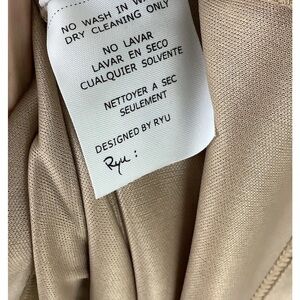 NO WASH IN WA
DRY CLEANING ONLY
NO LAVAR
LAVAR EN SECO
CUALQUIER SOLVENTE
NETTOYER A SEC
SEULEMENT
DESIGNED BY RYU
Ryu :